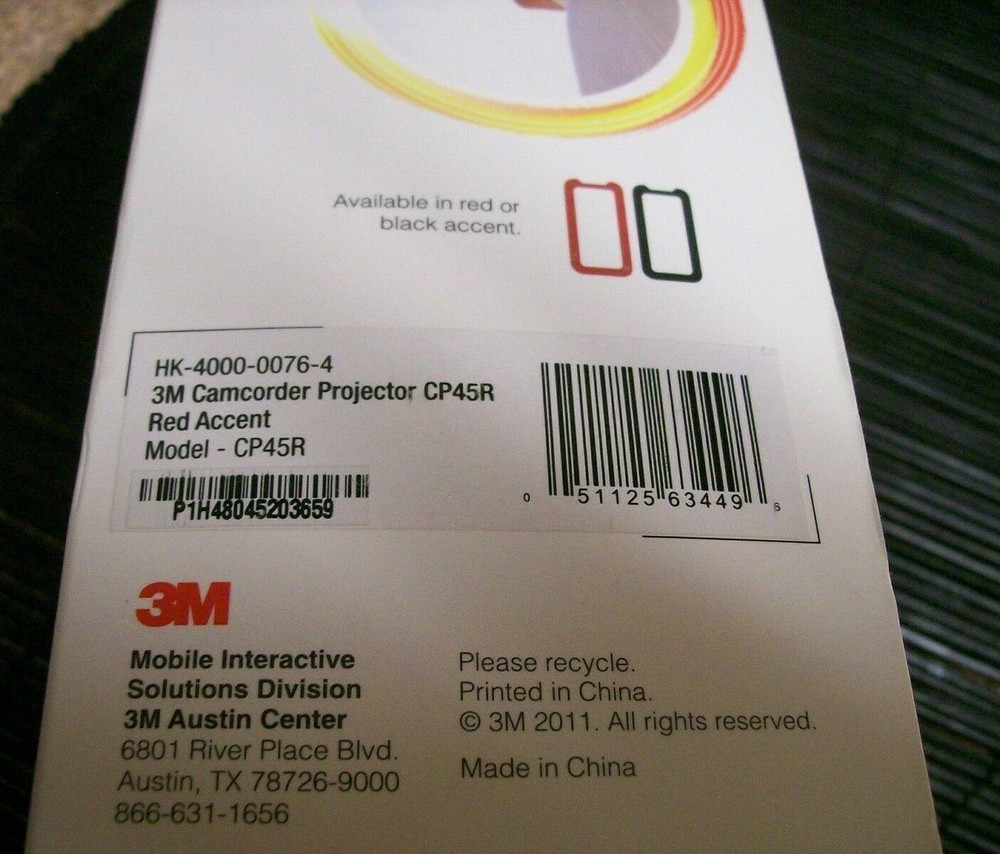 Available in red or
black accent.
HK-4000-0076-4
3M Camcorder Projector CP45R
Red Accent
Model - CP45R
P1H48045203659
0 51125 63449 6
3M
Mobile Interactive
Solutions Division
3M Austin Center
6801 River Place Blvd.
Austin, TX 78726-9000
866-631-1656
Please recycle.
Printed in China.
© 3M 2011. All rights reserved.
Made in China